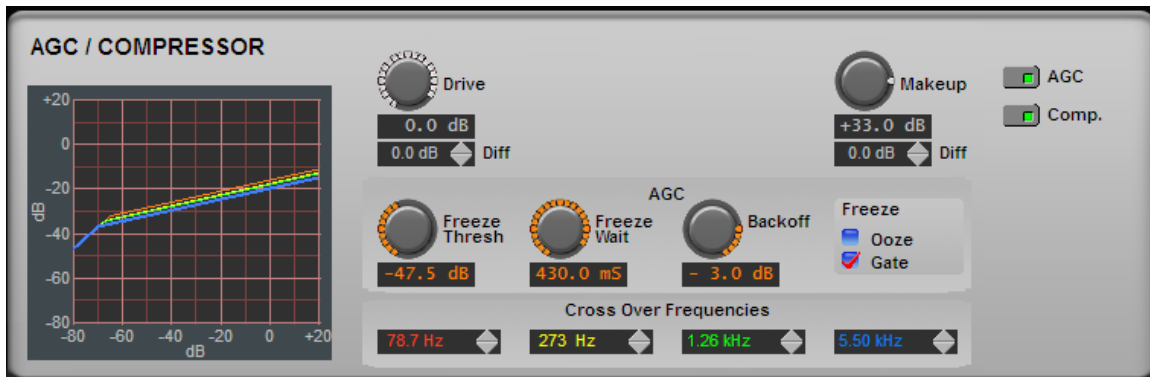 AGC / COMPRESSOR
+20
0
-20
-40
-60
-80
dB
-80 -60 -40 -20 0 +20
dB
Drive
0.0 dB
0.0 dB Diff
Makeup
+33.0 dB
0.0 dB Diff
AGC
Comp.
AGC
Freeze
Thresh
-47.5 dB
Freeze
Wait
430.0 mS
Backoff
- 3.0 dB
Freeze
Ooze
Gate
Cross Over Frequencies
78.7 Hz 273 Hz 1.26 kHz 5.50 kHz